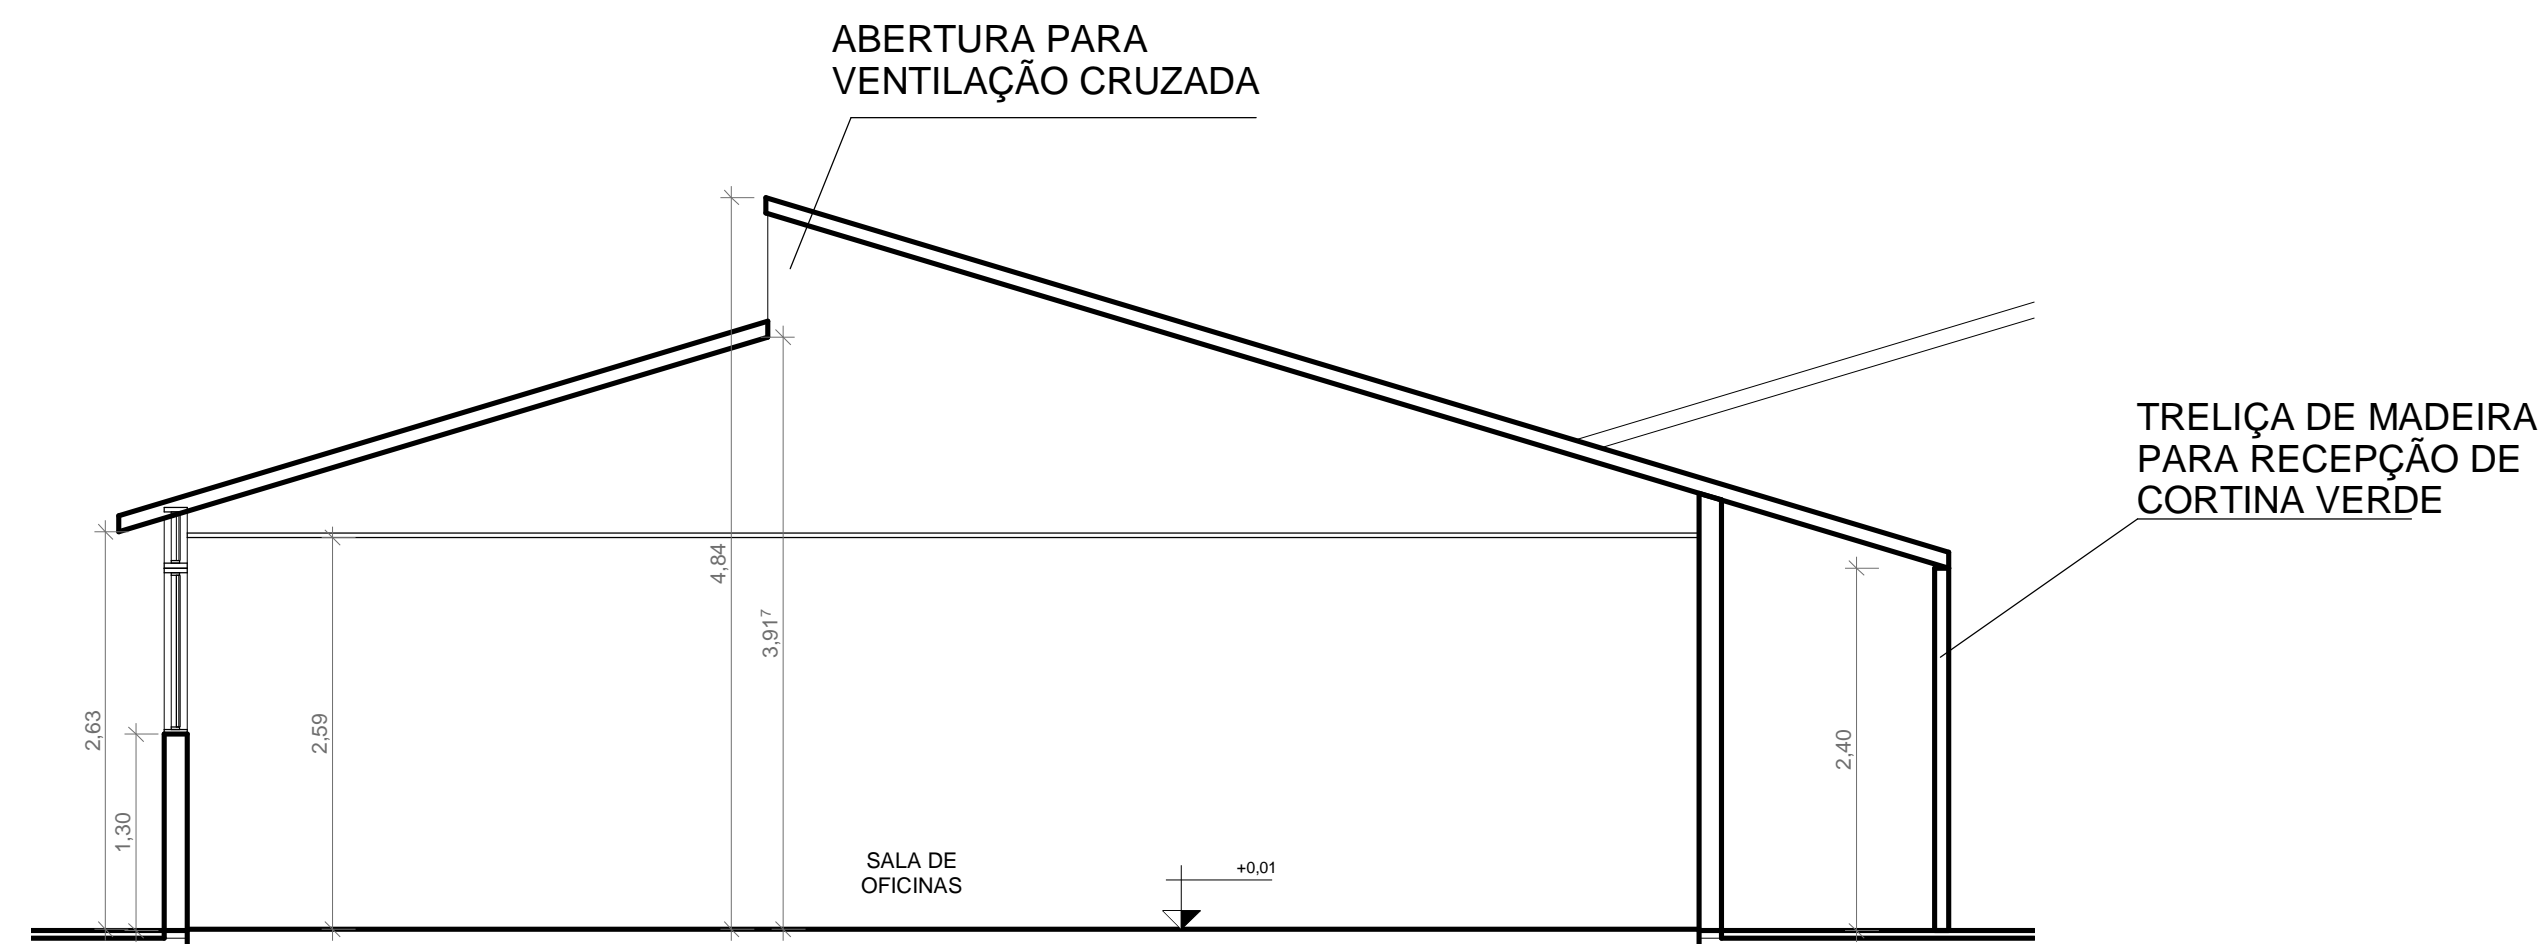 ABERTURA PARA
VENTILAÇÃO CRUZADA
TRELIÇA DE MADEIRA
PARA RECEPÇÃO DE
CORTINA VERDE
2,63
1,30
2,59
4,84
3,91⁷
2,40
SALA DE
OFICINAS
+0,01